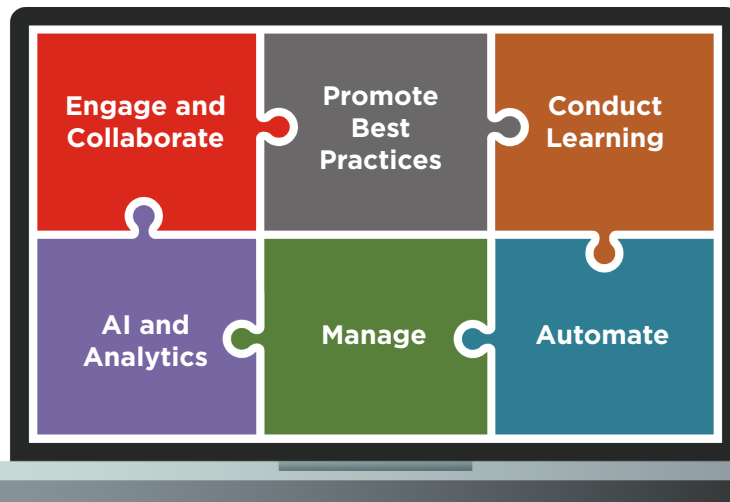 Engage and
Collaborate
Promote
Best
Practices
Conduct
Learning
AI and
Analytics
Manage
Automate